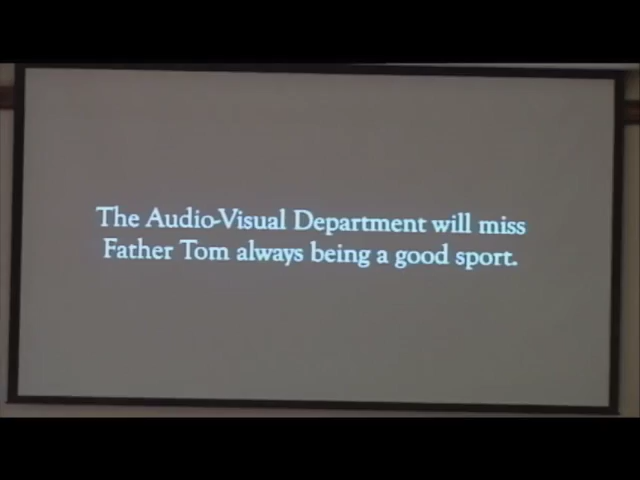 The Audio-Visual Department will miss
Father Tom always being a good sport.